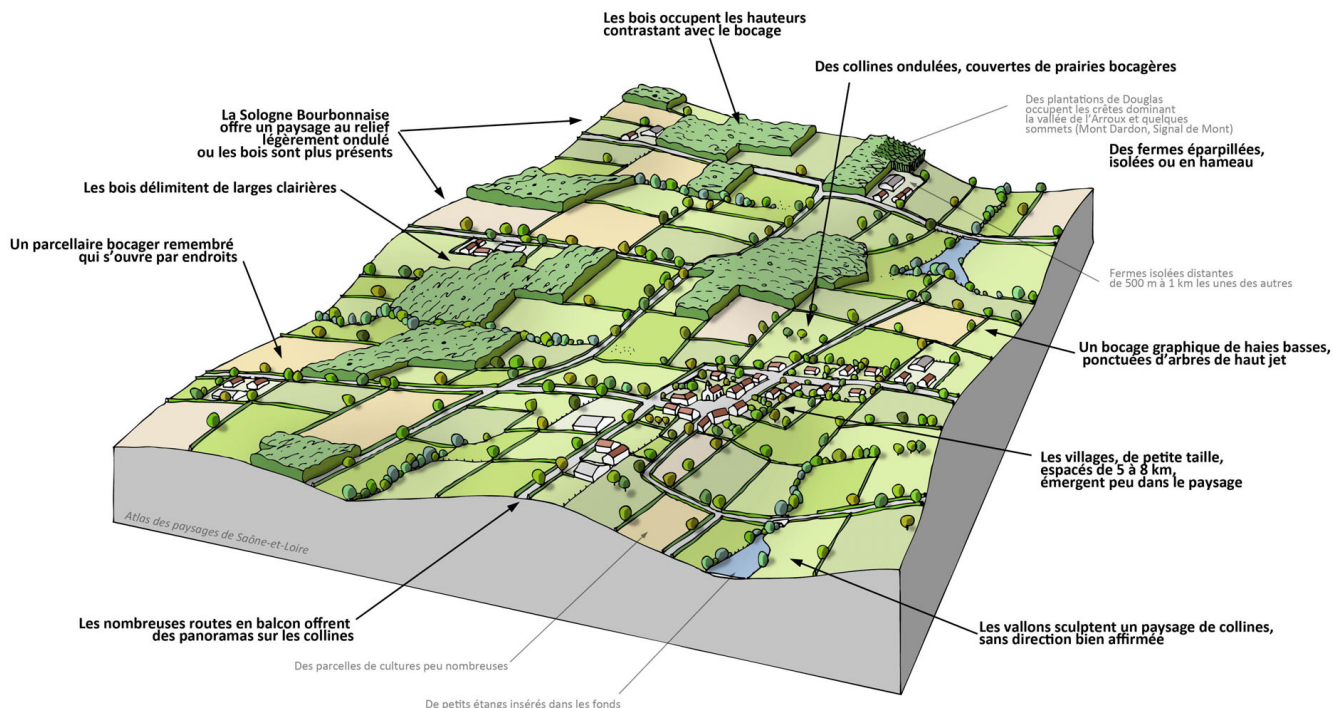 Les bois occupent les hauteurs
contrastant avec le bocage
Des collines ondulées, couvertes de prairies bocagères
Des plantations de Douglas
occupent les crêtes dominant
la vallée de l'Arroux et quelques
sommets (Mont Dardon, Signal de Mont)
Des fermes éparpillées,
isolées ou en hameau
La Sologne Bourbonnaise
offre un paysage au relief
légèrement ondulé
ou les bois sont plus présents
Les bois délimitent de larges clairières
Un parcellaire bocager remembré
qui s'ouvre par endroits
Fermes isolées distantes
de 500 m à 1 km les unes des autres
Un bocage graphique de haies basses,
ponctuées d'arbres de haut jet
Les villages, de petite taille,
espacés de 5 à 8 km,
émergent peu dans le paysage
Atlas des paysages de Saône-et-Loire
Les nombreuses routes en balcon offrent
des panoramas sur les collines
Les vallons sculptent un paysage de collines,
sans direction bien affirmée
Des parcelles de cultures peu nombreuses
De petits étangs insérés dans les fonds